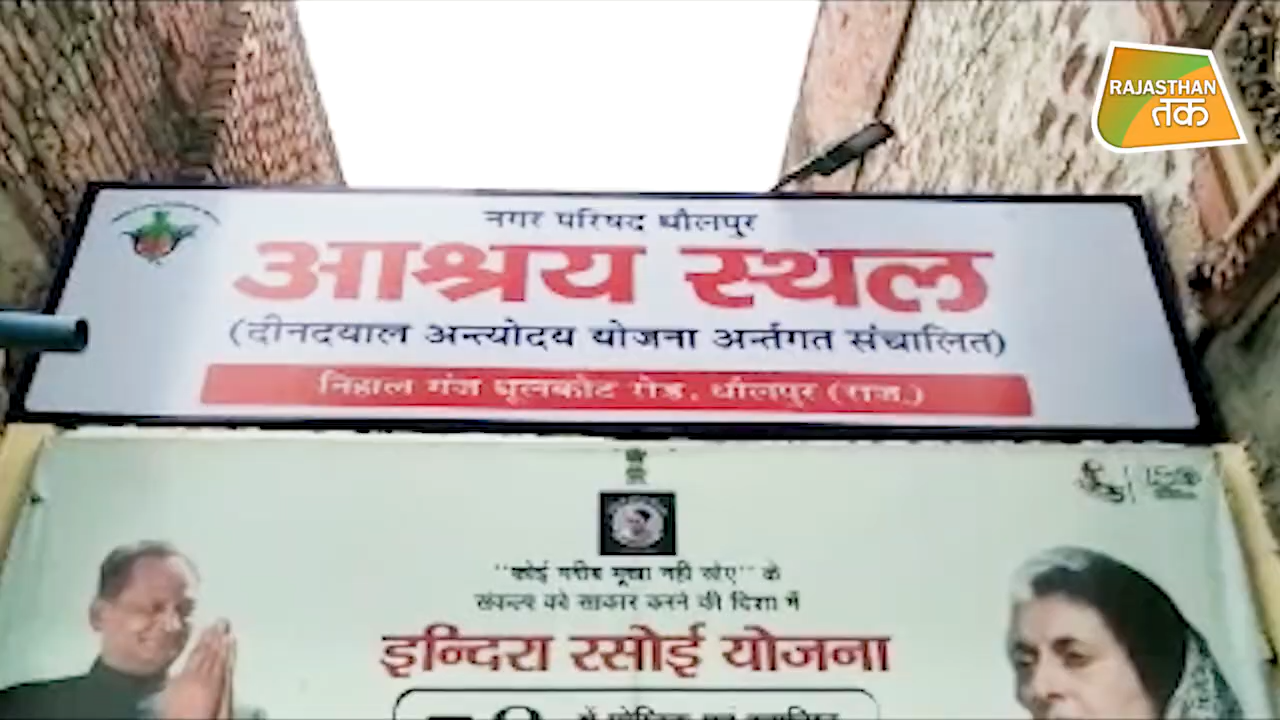 RAJASTHAN
तक
नगर परिषद धौलपुर
आश्रय स्थल
(दीनदयाल अन्त्योदय योजना अर्न्तगत संचालित)
निहाल गंज धूलकोट रोड, धौलपुर (राज.)
"कोई गरीब भूखा नहीं सोए" के
संकल्प को साकार करने की दिशा में
इन्दिरा रसोई योजना